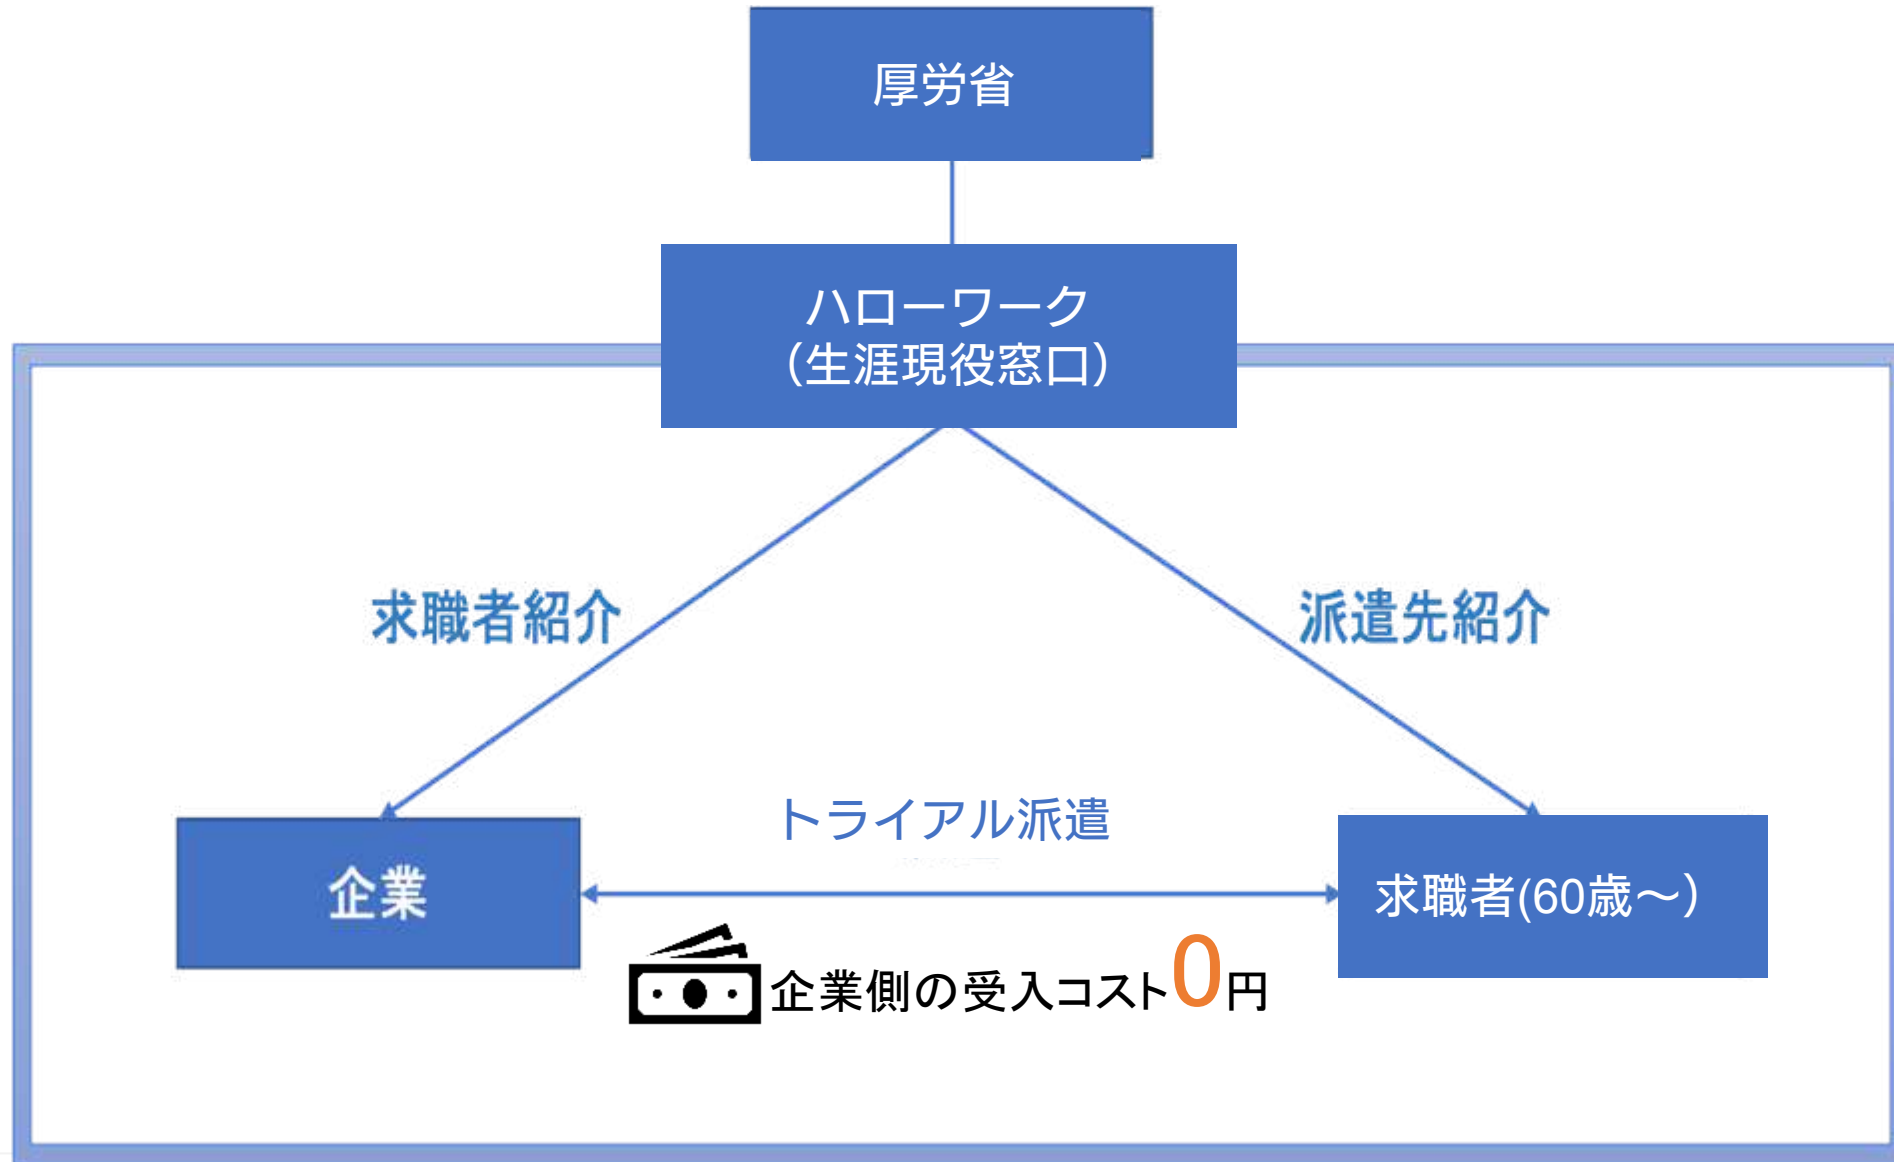 厚労省
ハローワーク
(生涯現役窓口)
求職者紹介
派遣先紹介
トライアル派遣
企業
求職者(60歳~)
企業側の受入コスト0円